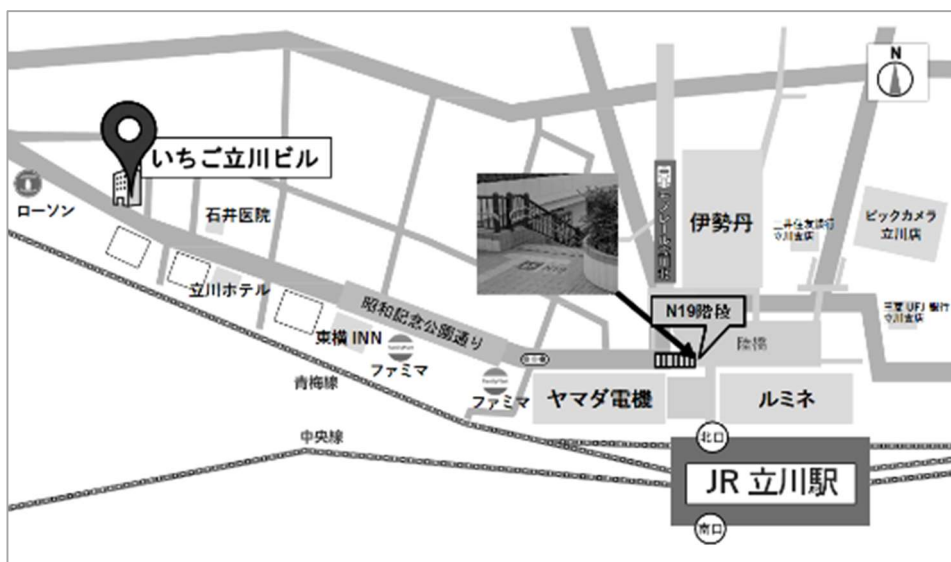 N
いちご立川ビル
ローソン
石井医院
伊勢丹
ビックカメラ
立川店
N19階段
立川ホテル
昭和記念公園通り
陸橋
東横 INN
ファミマ
ファミマ
青梅線
ヤマダ電機
ルミネ
中央線
北口
JR 立川駅
南口